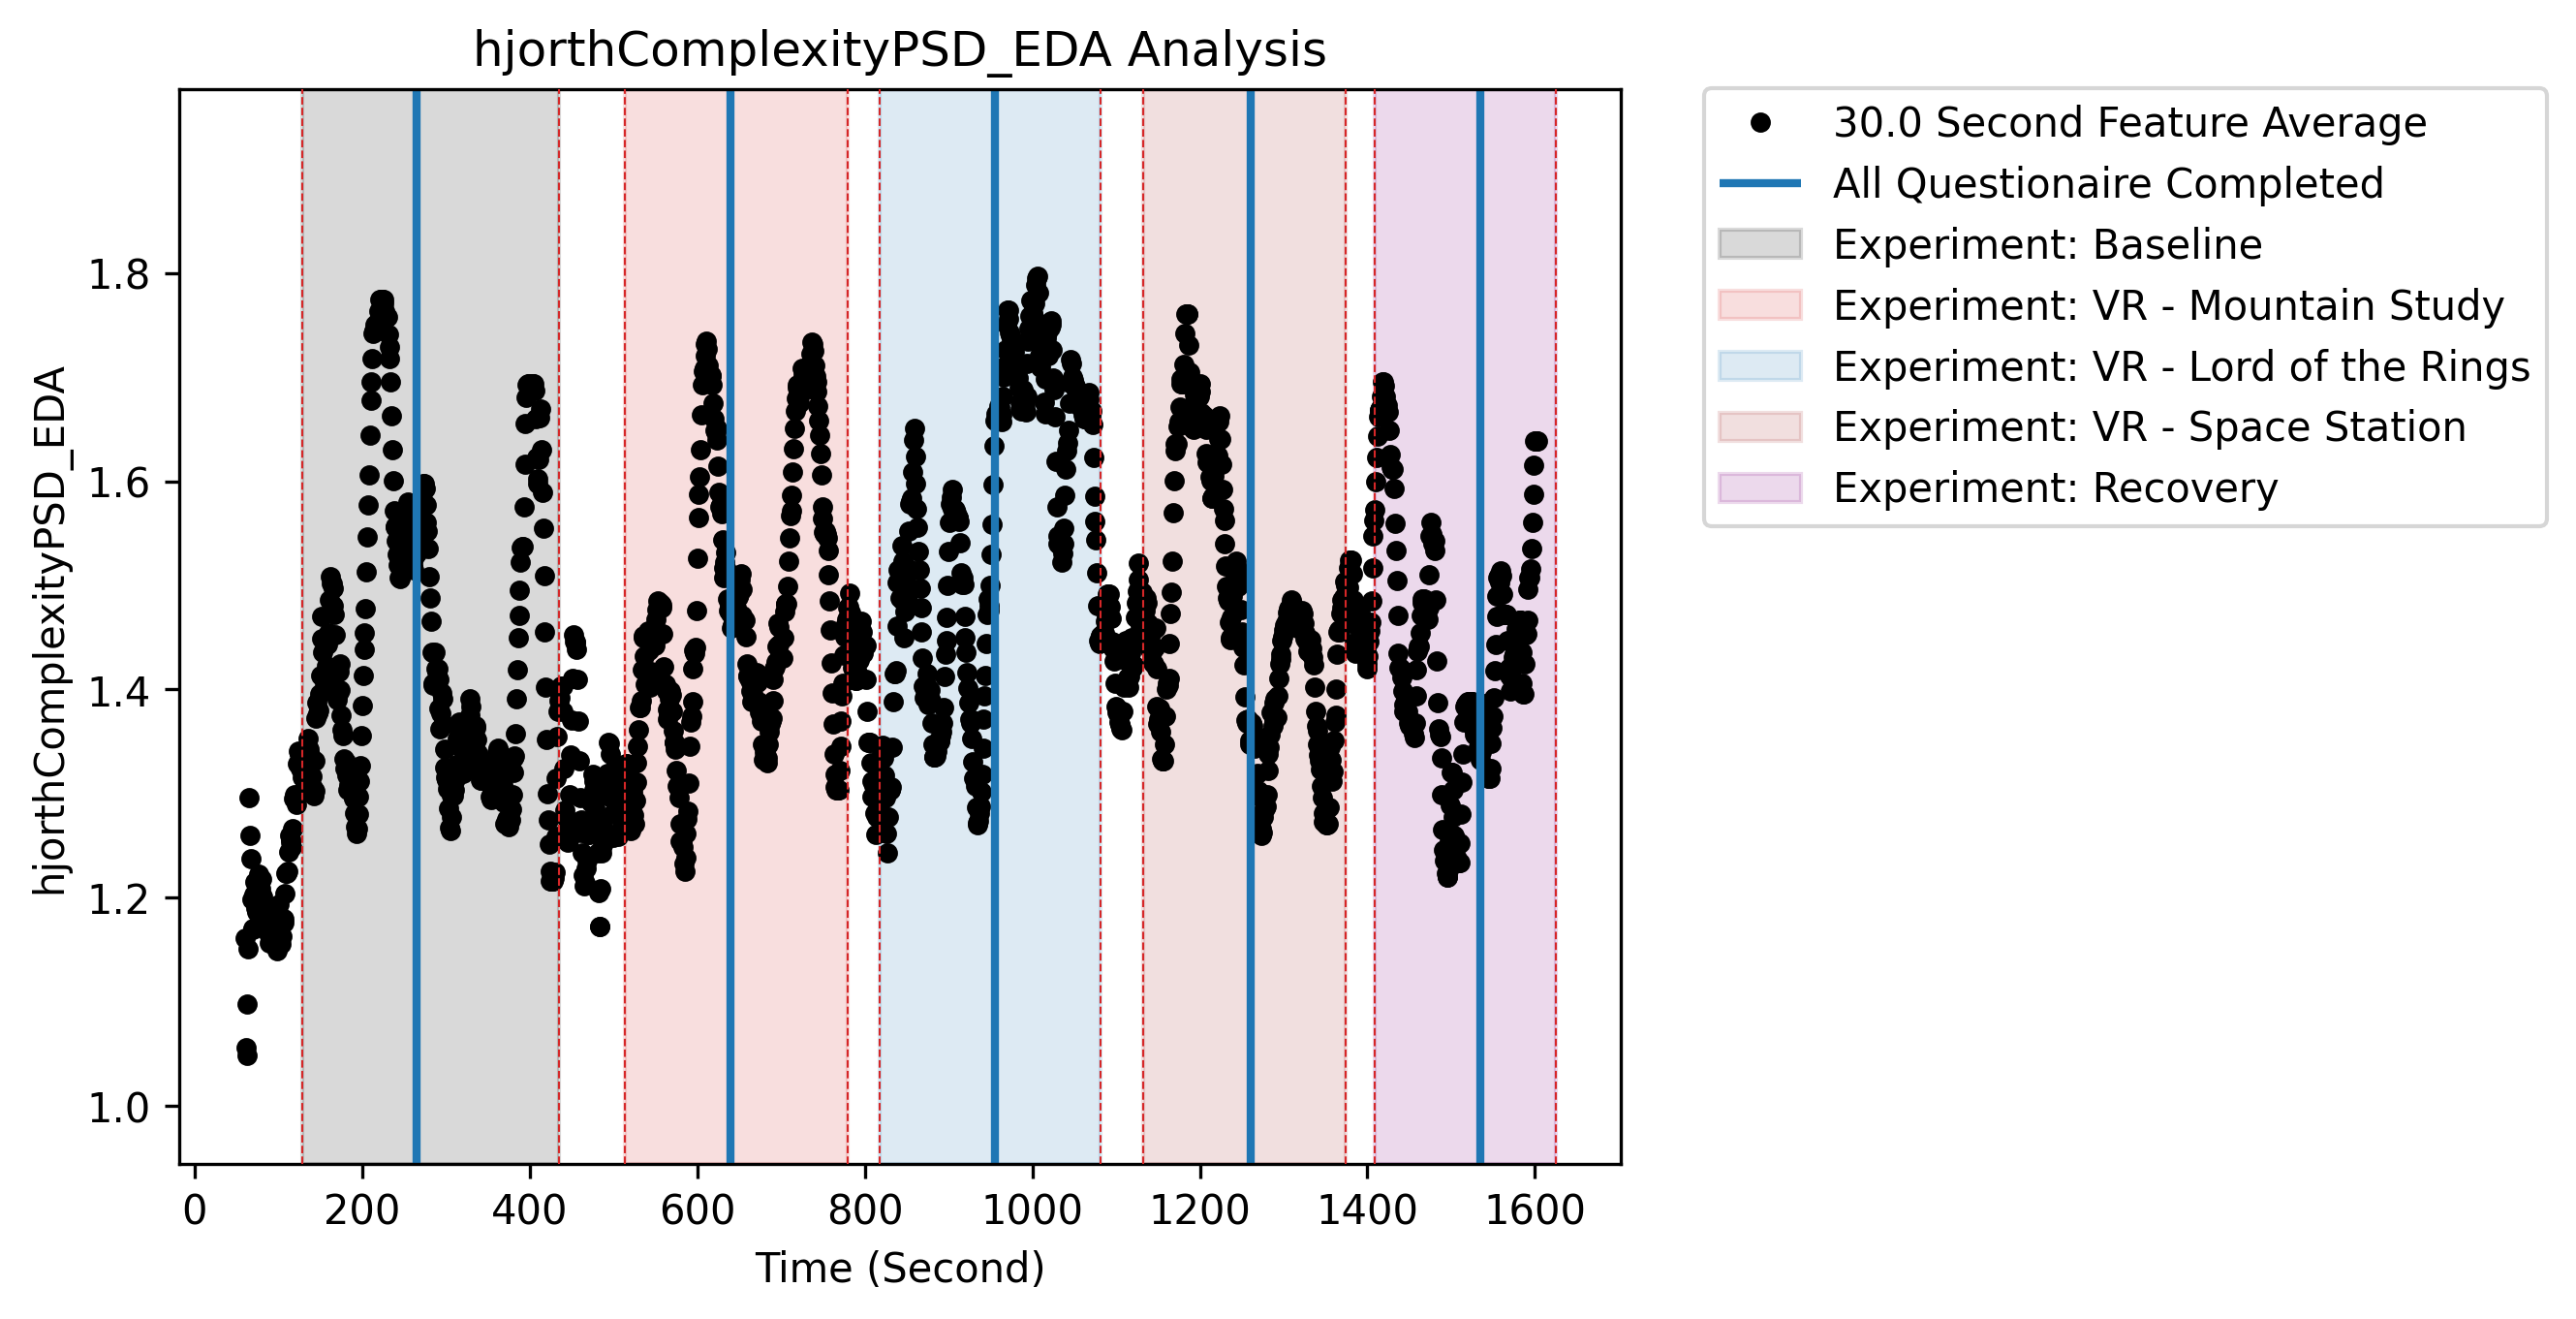 hjorthComplexityPSD_EDA Analysis
hjorthComplexityPSD_EDA
1.8
1.6
1.4
1.2
1.0
0 200 400 600 800 1000 1200 1400 1600
Time (Second)
30.0 Second Feature Average
All Questionaire Completed
Experiment: Baseline
Experiment: VR - Mountain Study
Experiment: VR - Lord of the Rings
Experiment: VR - Space Station
Experiment: Recovery